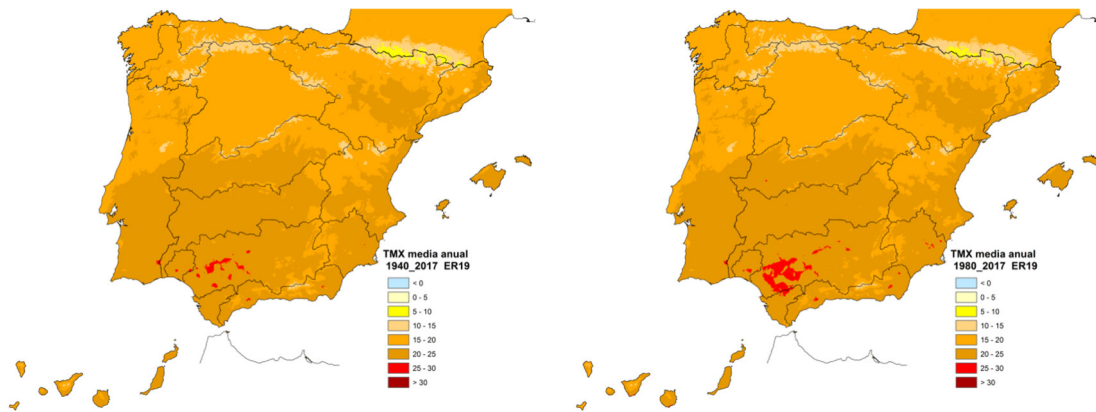 TMX media anual
1940_2017 ER19
< 0
0 - 5
5 - 10
10 - 15
15 - 20
20 - 25
25 - 30
> 30
TMX media anual
1980_2017 ER19
< 0
0 - 5
5 - 10
10 - 15
15 - 20
20 - 25
25 - 30
> 30